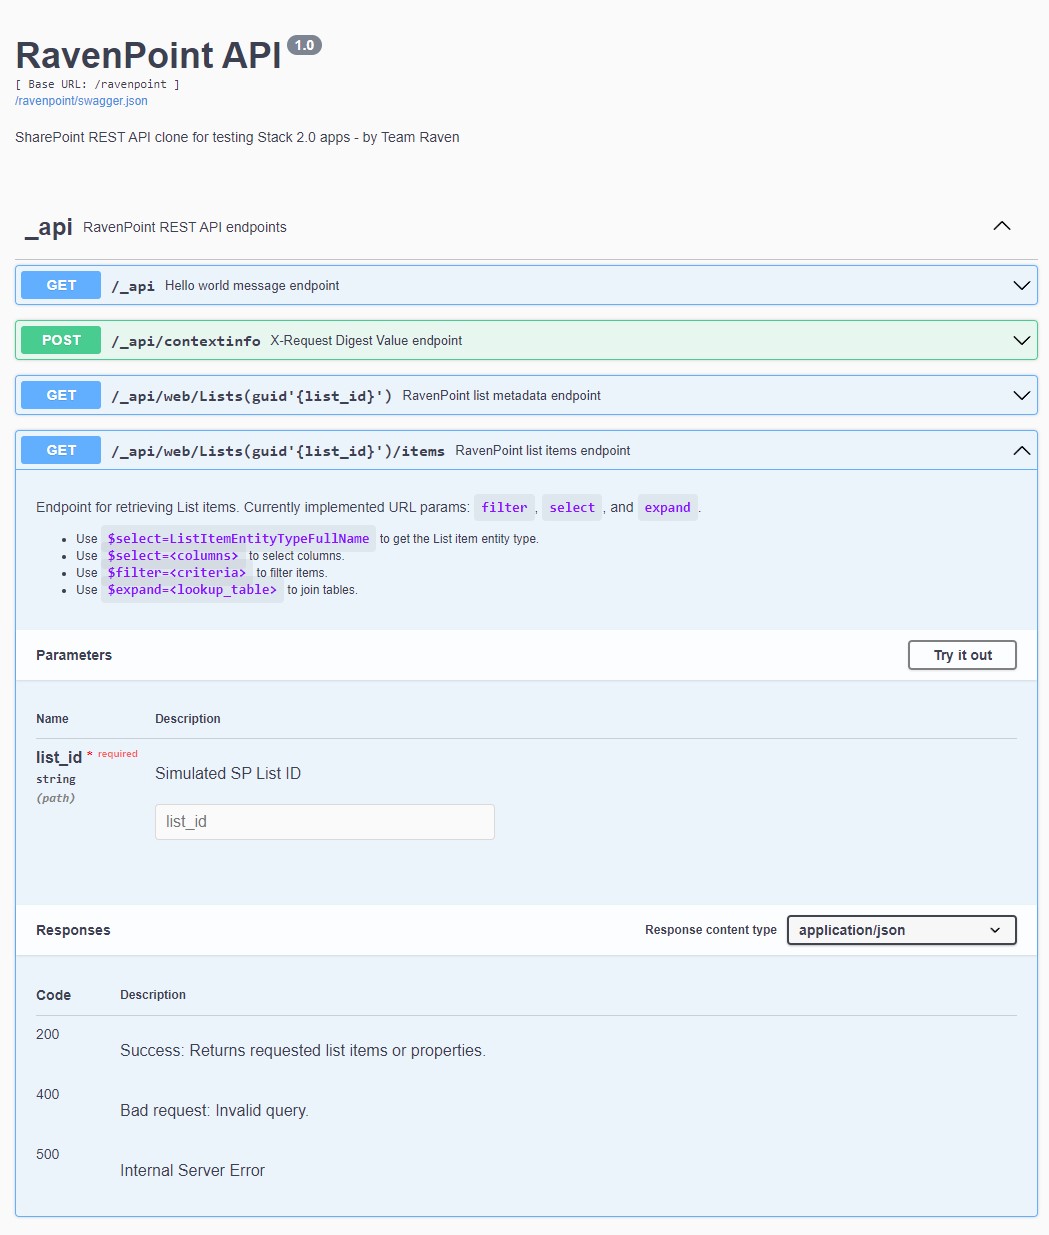 RavenPoint API 1.0
[ Base URL: /ravenpoint ]
/ravenpoint/swagger.json
SharePoint REST API clone for testing Stack 2.0 apps - by Team Raven
_api RavenPoint REST API endpoints
GET /_api Hello world message endpoint
POST /_api/contextinfo X-Request Digest Value endpoint
GET /_api/web/Lists(guid'{list_id}') RavenPoint list metadata endpoint
GET /_api/web/Lists(guid'{list_id}')/items RavenPoint list items endpoint
Endpoint for retrieving List items. Currently implemented URL params: filter , select , and expand .
• Use $select=ListItemEntityTypeFullName to get the List item entity type.
• Use $select=<columns> to select columns.
• Use $filter=<criteria> to filter items.
• Use $expand=<lookup_table> to join tables.
Parameters Try it out
Name Description
list_id * required
string
(path)
Simulated SP List ID
list_id
Responses Response content type application/json
Code Description
200
Success: Returns requested list items or properties.
400
Bad request: Invalid query.
500
Internal Server Error